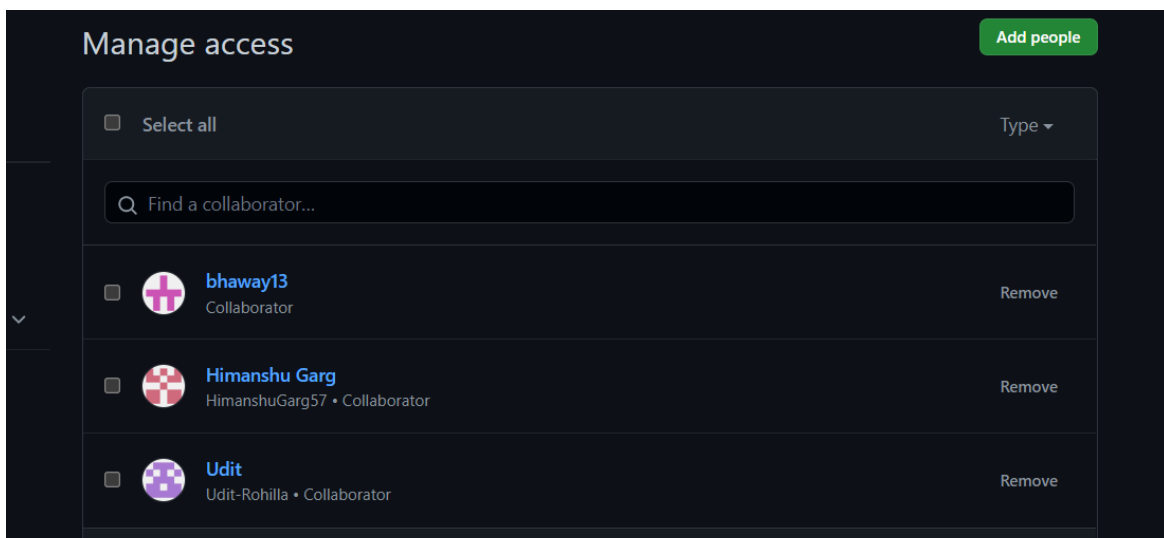 Manage access
Add people
Select all
Type
Find a collaborator...
bhaway13
Collaborator
Remove
Himanshu Garg
HimanshuGarg57 • Collaborator
Remove
Udit
Udit-Rohilla • Collaborator
Remove